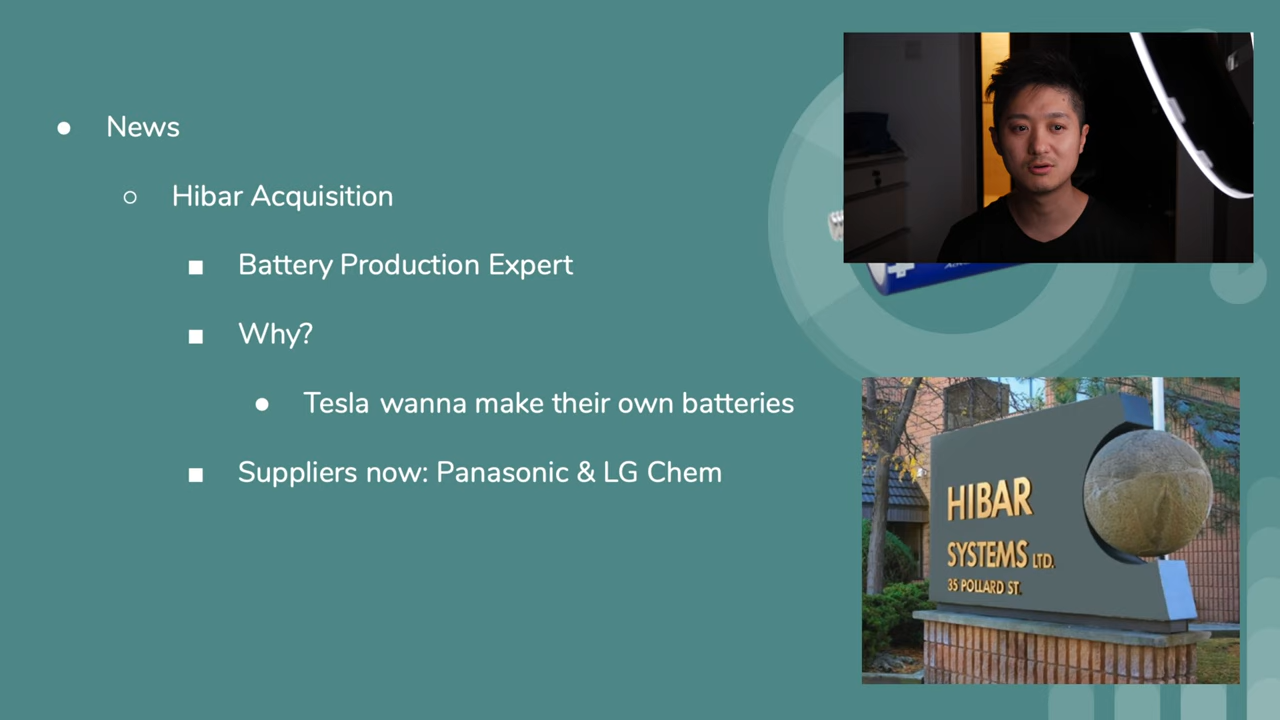 News
Hibar Acquisition
Battery Production Expert
Why?
Tesla wanna make their own batteries
Suppliers now: Panasonic & LG Chem
HIBAR
SYSTEMS LTD.
35 POLLARD ST.